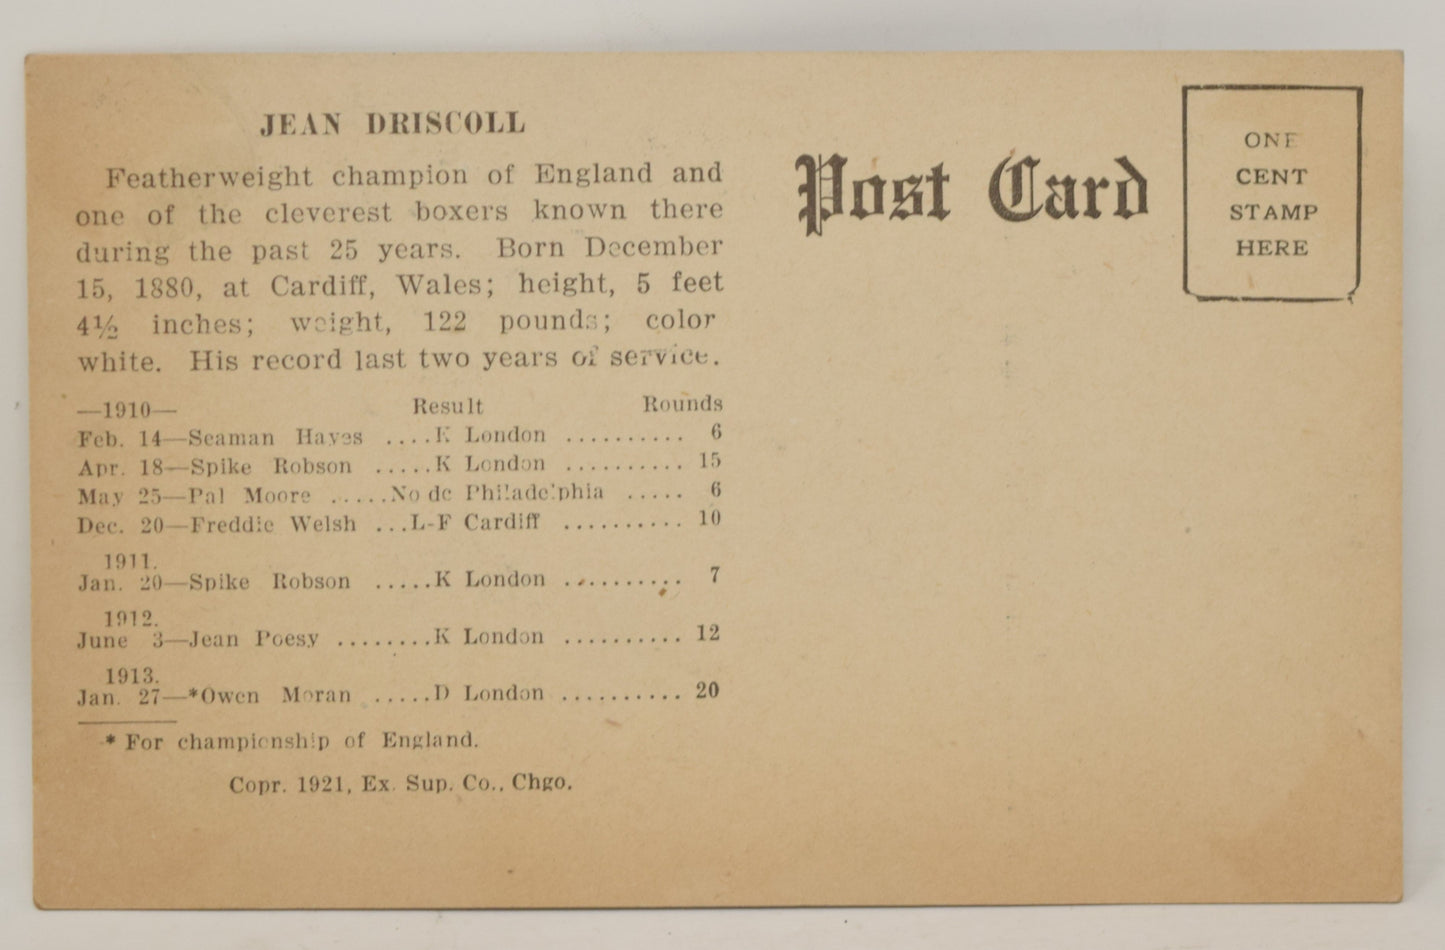 JEAN DRISCOLL
Featherweight champion of England and
one of the cleverest boxers known there
during the past 25 years. Born December
15, 1880, at Cardiff, Wales; height, 5 feet
4½ inches; weight, 122 pounds; color
white. His record last two years of service.
—1910— Result Rounds
Feb. 14—Seaman Hayes ....K London .......... 6
Apr. 18—Spike Robson .....K London .......... 15
May 25—Pal Moore ......No dc Philadelphia ..... 6
Dec. 20—Freddie Welsh ...L-F Cardiff .......... 10
1911.
Jan. 20—Spike Robson .....K London .......... 7
1912.
June 3—Jean Poesy ........K London .......... 12
1913.
Jan. 27—*Owen Moran .....D London .......... 20
* For championship of England.
Copr. 1921, Ex. Sup. Co., Chgo.
Post Card
ONE
CENT
STAMP
HERE